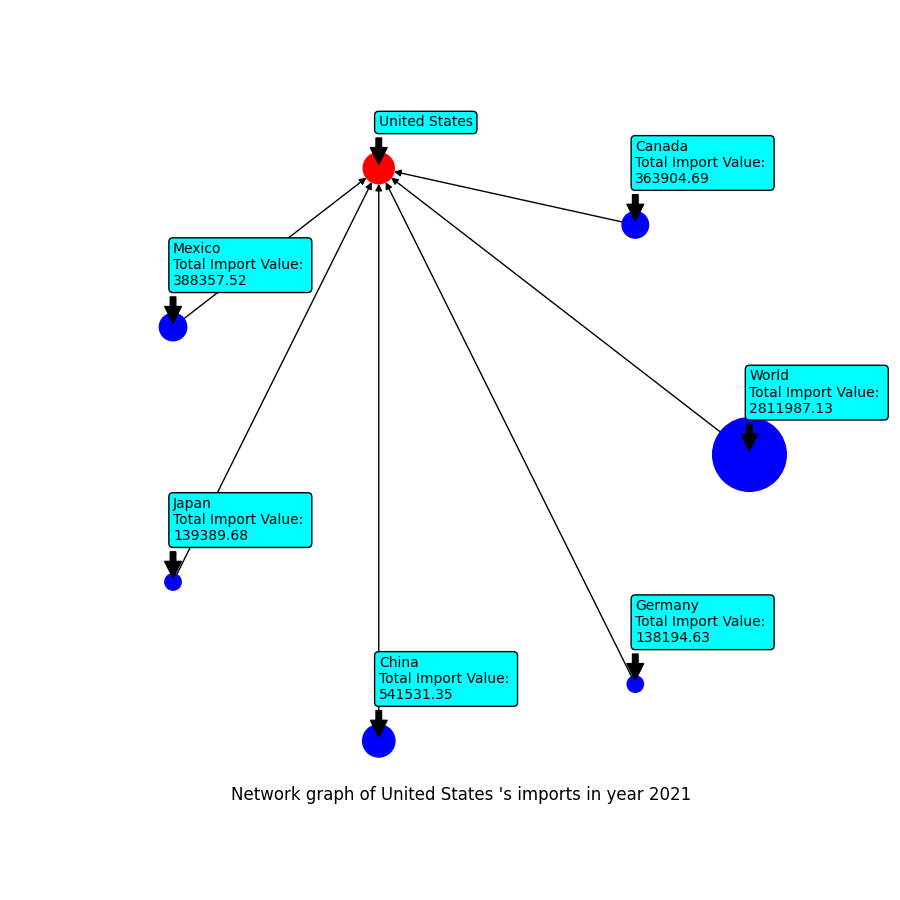 United States
Canada
Total Import Value:
363904.69
Mexico
Total Import Value:
388357.52
World
Total Import Value:
2811987.13
Japan
Total Import Value:
139389.68
Germany
Total Import Value:
138194.63
China
Total Import Value:
541531.35
Network graph of United States 's imports in year 2021